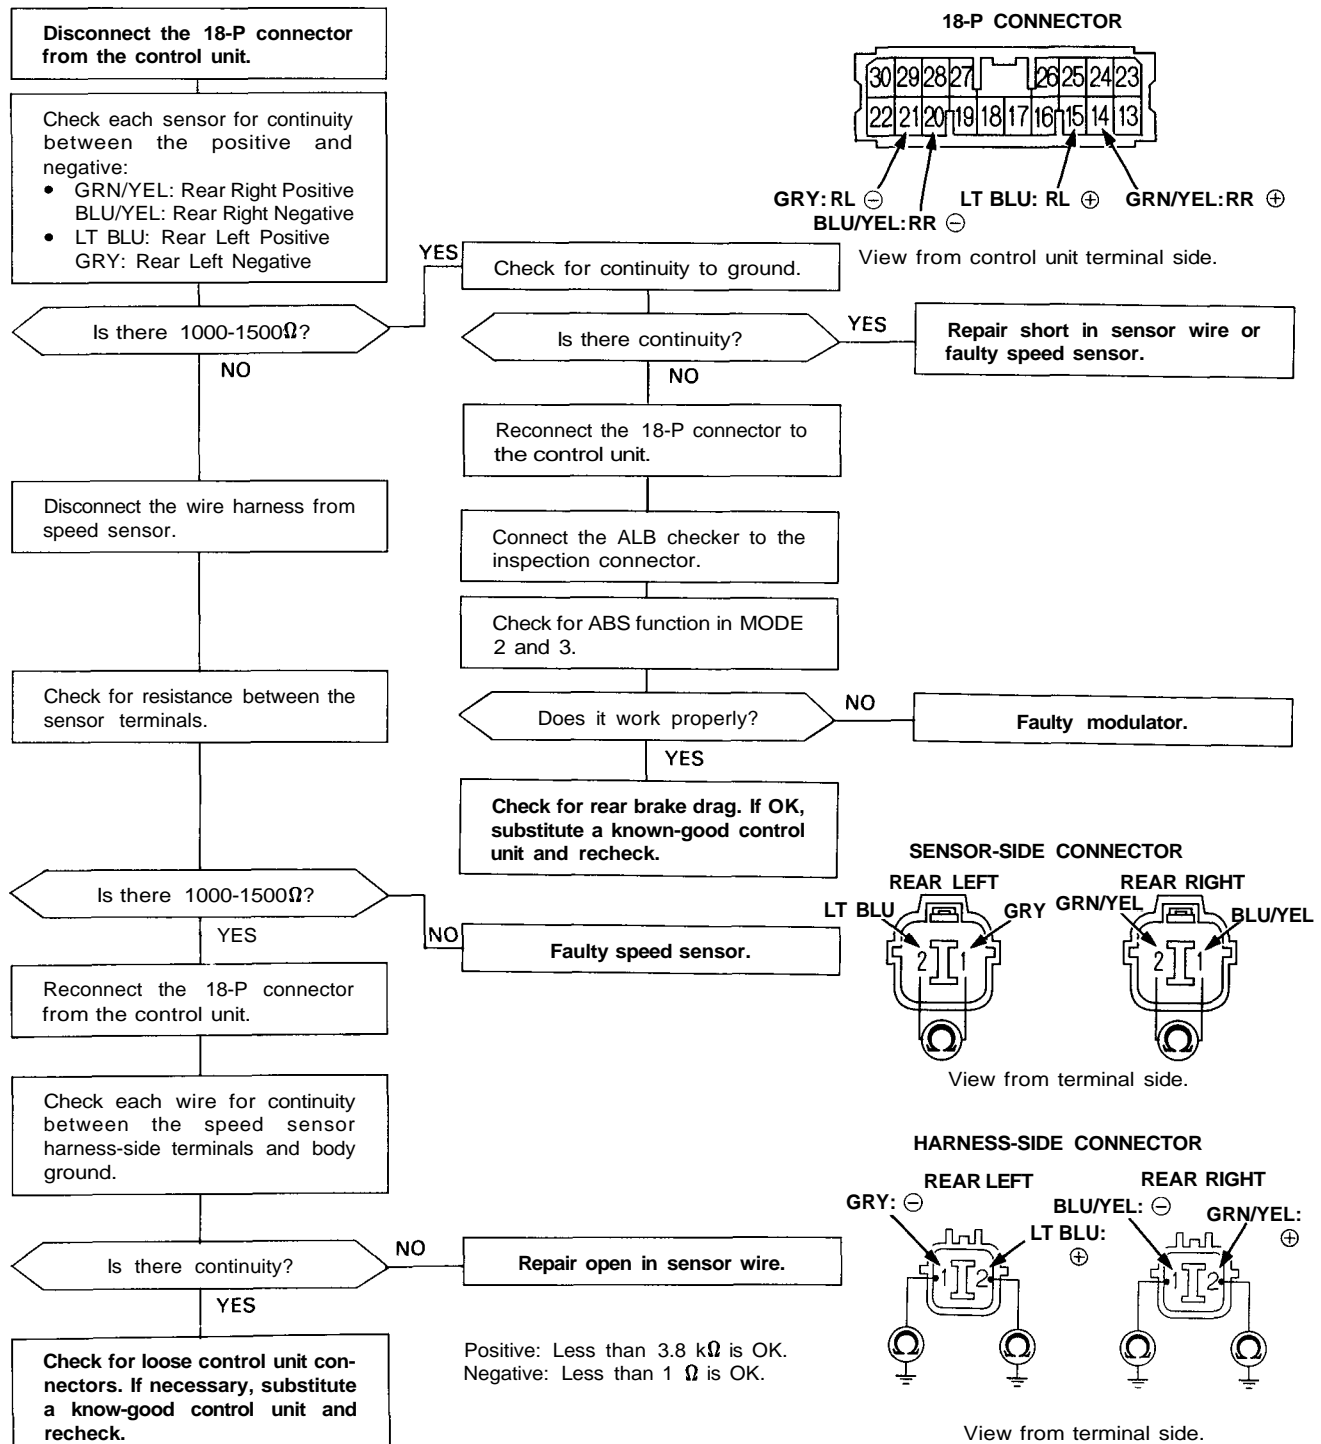 Disconnect the 18-P connector
from the control unit.
Check each sensor for continuity
between the positive and
negative:
• GRN/YEL: Rear Right Positive
BLU/YEL: Rear Right Negative
• LT BLU: Rear Left Positive
GRY: Rear Left Negative
Is there 1000-1500Ω?
YES
NO
Check for continuity to ground.
Is there continuity?
YES
Repair short in sensor wire or
faulty speed sensor.
NO
Reconnect the 18-P connector to
the control unit.
Connect the ALB checker to the
inspection connector.
Check for ABS function in MODE
2 and 3.
Does it work properly?
NO
Faulty modulator.
YES
Check for rear brake drag. If OK,
substitute a known-good control
unit and recheck.
Disconnect the wire harness from
speed sensor.
Check for resistance between the
sensor terminals.
Is there 1000-1500Ω?
NO
Faulty speed sensor.
YES
Reconnect the 18-P connector
from the control unit.
Check each wire for continuity
between the speed sensor
harness-side terminals and body
ground.
Is there continuity?
NO
Repair open in sensor wire.
YES
Check for loose control unit con-
nectors. If necessary, substitute
a know-good control unit and
recheck.
Positive: Less than 3.8 kΩ is OK.
Negative: Less than 1 Ω is OK.
18-P CONNECTOR
30 29 28 27 26 25 24 23
22 21 20 19 18 17 16 15 14 13
GRY: RL ⊖ LT BLU: RL ⊕ GRN/YEL:RR ⊕
BLU/YEL:RR ⊖
View from control unit terminal side.
SENSOR-SIDE CONNECTOR
REAR LEFT REAR RIGHT
LT BLU GRY GRN/YEL BLU/YEL
2 1 2 1
Ω Ω
View from terminal side.
HARNESS-SIDE CONNECTOR
REAR LEFT REAR RIGHT
GRY: ⊖ LT BLU: ⊕ BLU/YEL: ⊖ GRN/YEL: ⊕
1 2 1 2
Ω Ω Ω Ω
View from terminal side.